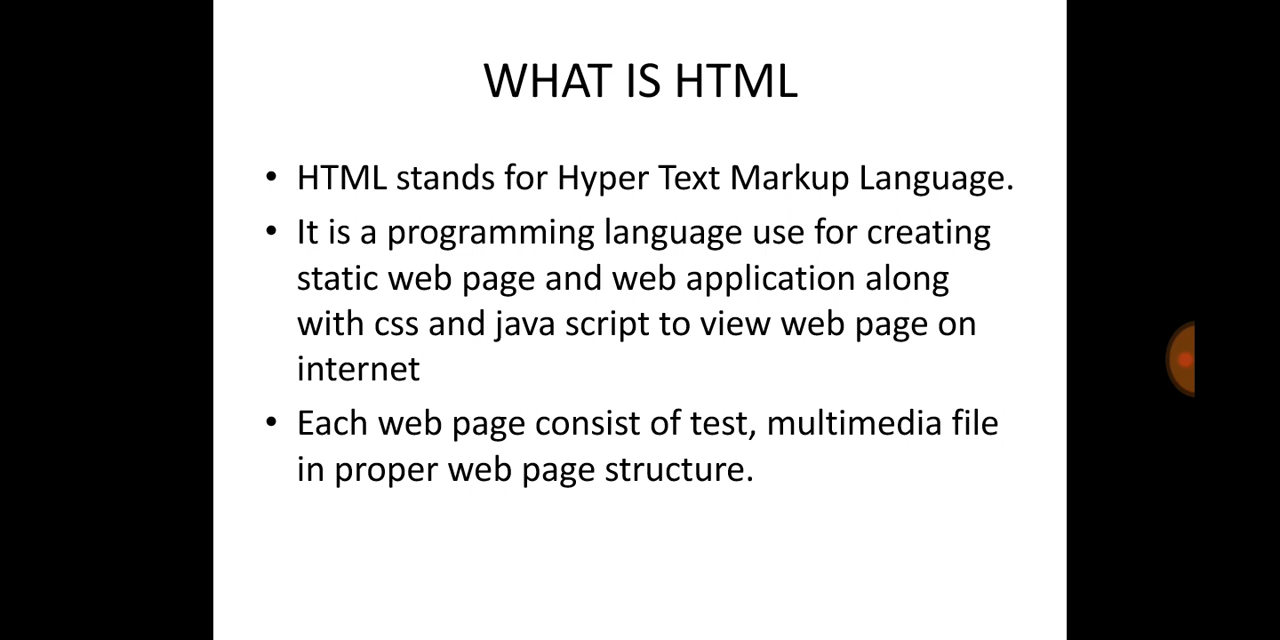 WHAT IS HTML
• HTML stands for Hyper Text Markup Language.
• It is a programming language use for creating
static web page and web application along
with css and java script to view web page on
internet
• Each web page consist of test, multimedia file
in proper web page structure.